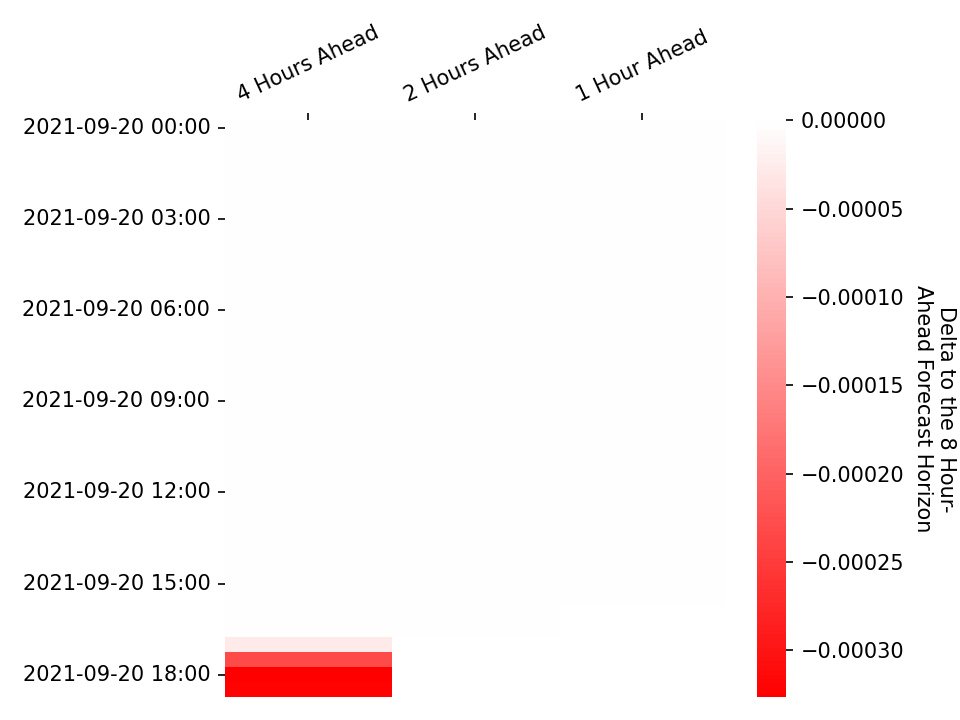 4 Hours Ahead
2 Hours Ahead
1 Hour Ahead
2021-09-20 00:00
2021-09-20 03:00
2021-09-20 06:00
2021-09-20 09:00
2021-09-20 12:00
2021-09-20 15:00
2021-09-20 18:00
0.00000
−0.00005
−0.00010
−0.00015
−0.00020
−0.00025
−0.00030
Delta to the 8 Hour-
Ahead Forecast Horizon